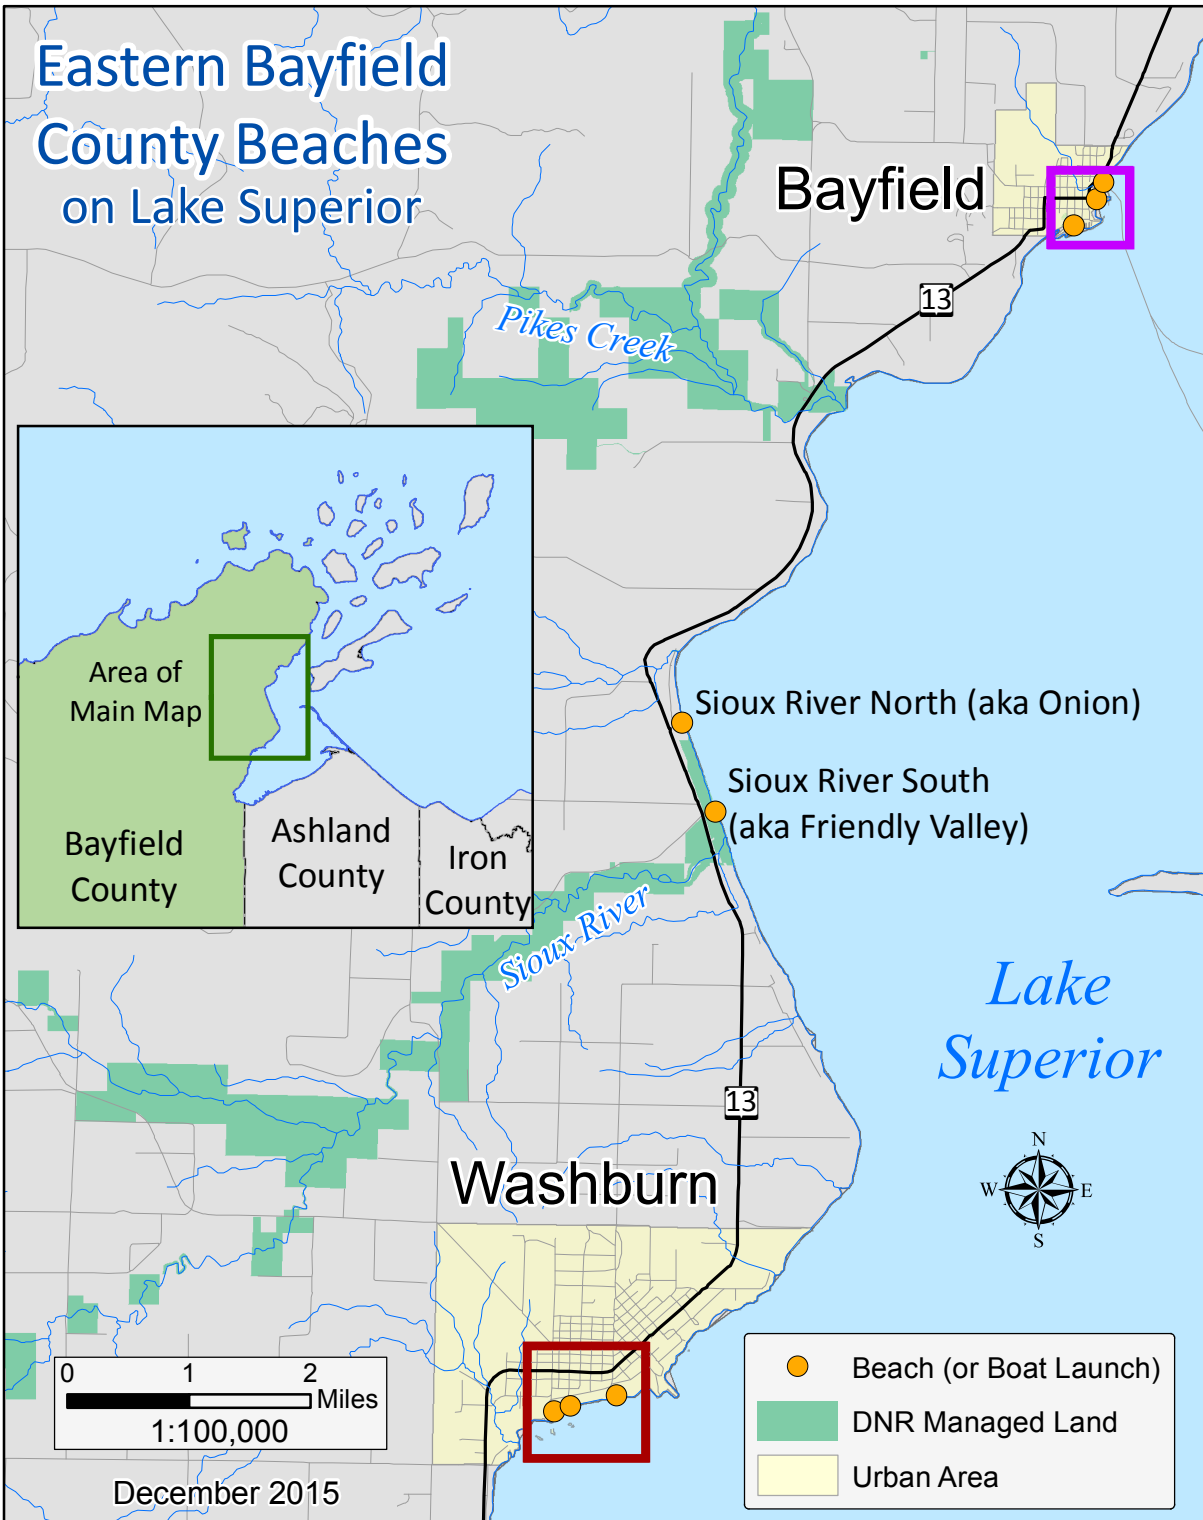 Eastern Bayfield
County Beaches
on Lake Superior
Bayfield
13
Pikes Creek
Area of
Main Map
Bayfield
County
Ashland
County
Iron
County
Sioux River North (aka Onion)
Sioux River South
(aka Friendly Valley)
Sioux River
Lake
Superior
13
N
W E
S
Washburn
0 1 2
Miles
1:100,000
December 2015
Beach (or Boat Launch)
DNR Managed Land
Urban Area